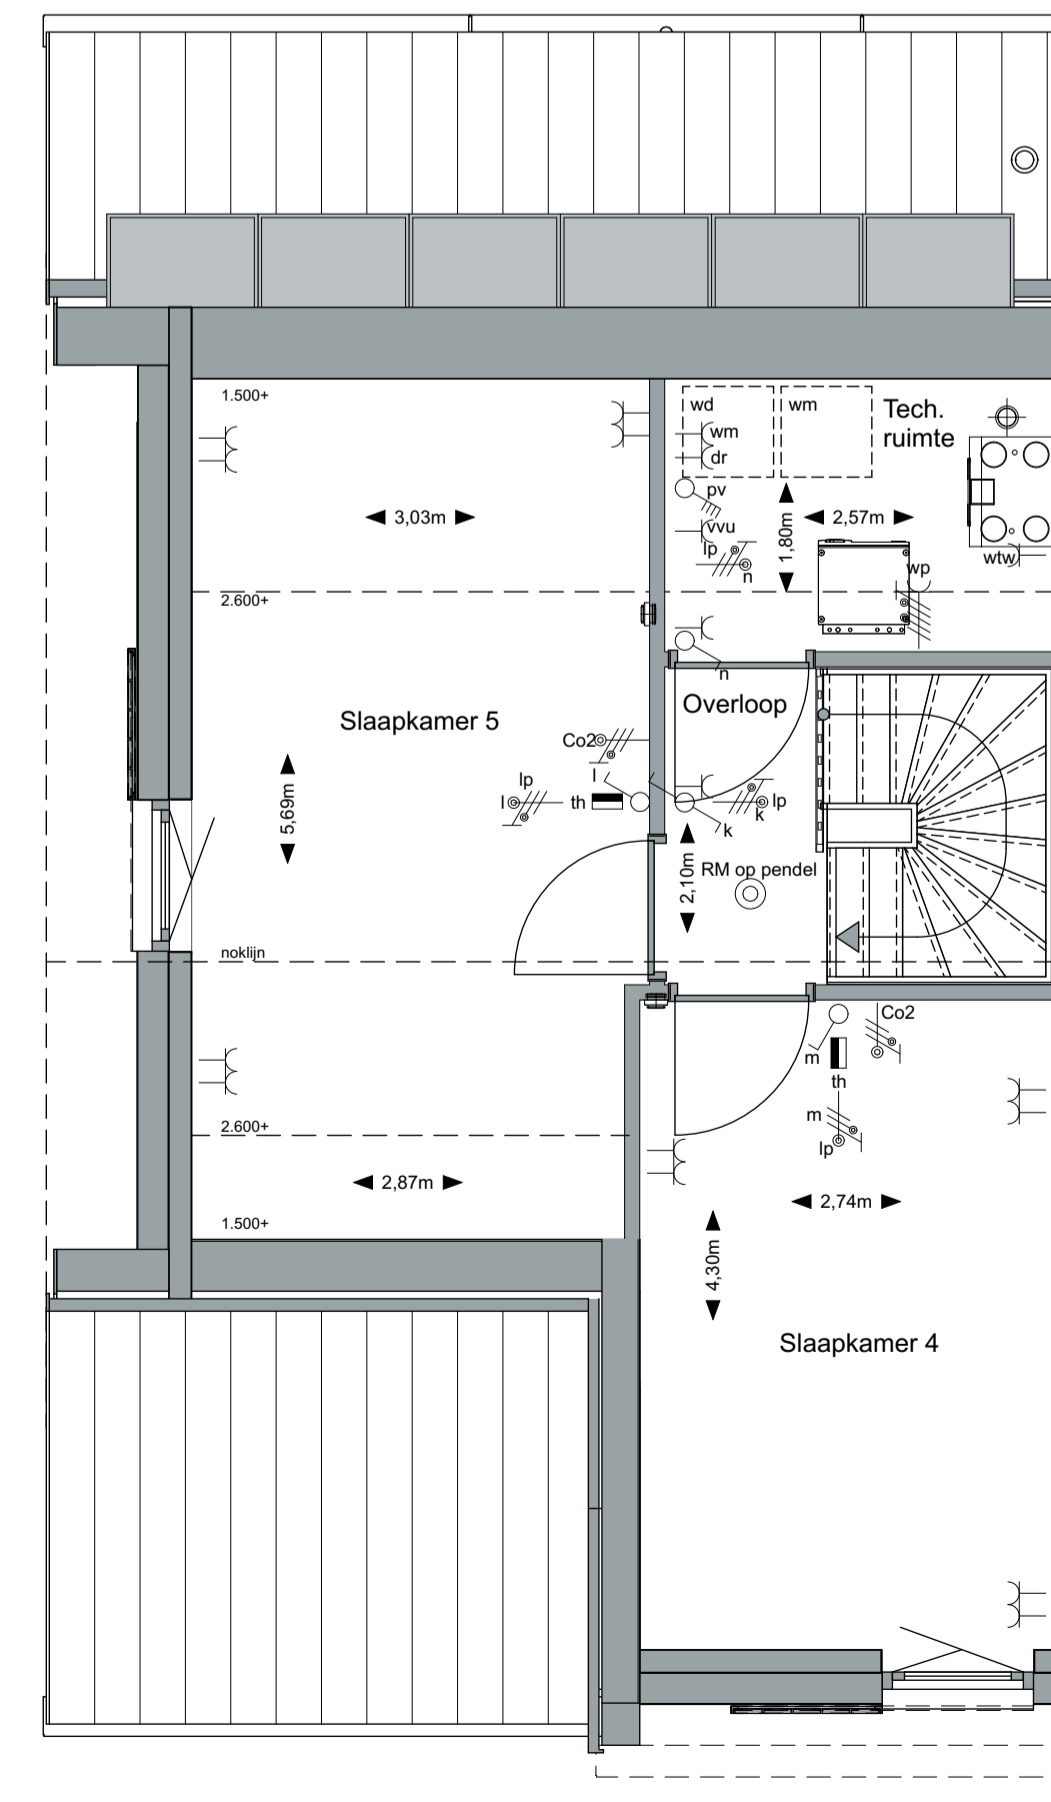 1.500+
wd
wm
Tech.
ruimte
wm
dr
pv
3,03m
1,80m
2,57m
vvu
lp
n
wtw
wp
2.600+
n
Overloop
Slaapkamer 5
Co2
l
lp
l
th
lp
k
k
5,69m
2,10m
RM op pendel
noklijn
Co2
m
th
m
lp
2.600+
2,87m
2,74m
1.500+
4,30m
Slaapkamer 4